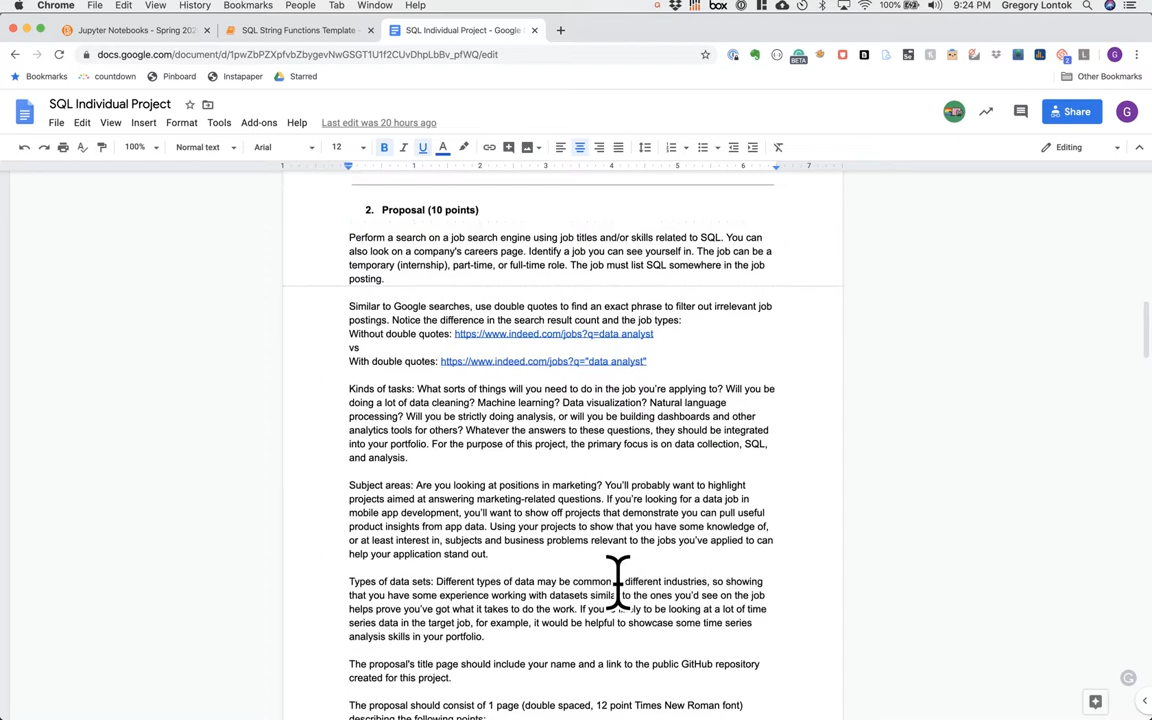 Chrome File Edit View History Bookmarks People Tab Window Help 100% 9:24 PM Gregory Lontok
Jupyter Notebooks - Spring 202 SQL String Functions Template - SQL Individual Project - Google
docs.google.com/document/d/1pwZbPZXpfvbZbygevNwGSGT1U1f2CUvDhpLbBv_pfWQ/edit
BETA
2
G
Bookmarks countdown Pinboard Instapaper Starred Other Bookmarks
SQL Individual Project
File Edit View Insert Format Tools Add-ons Help Last edit was 20 hours ago Share G
100% Normal text Arial 12 B I U A Editing
1 1 2 3 4 5 6 7
2. Proposal (10 points)
Perform a search on a job search engine using job titles and/or skills related to SQL. You can
also look on a company's careers page. Identify a job you can see yourself in. The job can be a
temporary (internship), part-time, or full-time role. The job must list SQL somewhere in the job
posting.
Similar to Google searches, use double quotes to find an exact phrase to filter out irrelevant job
postings. Notice the difference in the search result count and the job types:
Without double quotes: https://www.indeed.com/jobs?q=data analyst
vs
With double quotes: https://www.indeed.com/jobs?q="data analyst"
Kinds of tasks: What sorts of things will you need to do in the job you're applying to? Will you be
doing a lot of data cleaning? Machine learning? Data visualization? Natural language
processing? Will you be strictly doing analysis, or will you be building dashboards and other
analytics tools for others? Whatever the answers to these questions, they should be integrated
into your portfolio. For the purpose of this project, the primary focus is on data collection, SQL,
and analysis.
Subject areas: Are you looking at positions in marketing? You'll probably want to highlight
projects aimed at answering marketing-related questions. If you're looking for a data job in
mobile app development, you'll want to show off projects that demonstrate you can pull useful
product insights from app data. Using your projects to show that you have some knowledge of,
or at least interest in, subjects and business problems relevant to the jobs you've applied to can
help your application stand out.
Types of data sets: Different types of data may be common different industries, so showing
that you have some experience working with datasets similar to the ones you'd see on the job
helps prove you've got what it takes to do the work. If you likely to be looking at a lot of time
series data in the target job, for example, it would be helpful to showcase some time series
analysis skills in your portfolio.
The proposal's title page should include your name and a link to the public GitHub repository
created for this project.
The proposal should consist of 1 page (double spaced, 12 point Times New Roman font)
describing the following points: